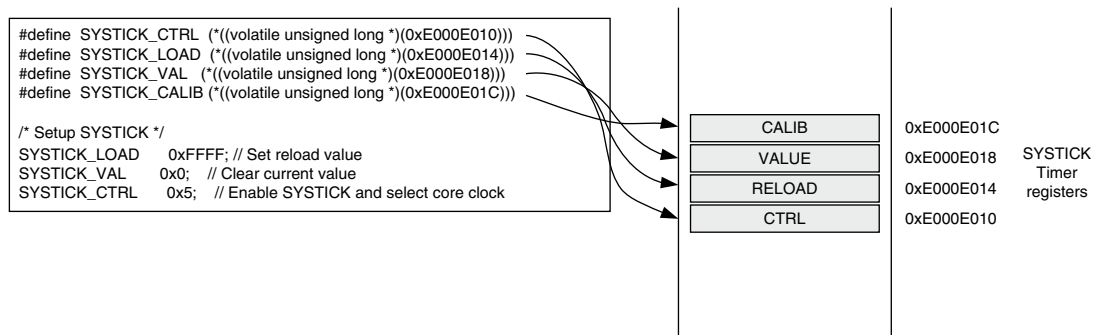 #define SYSTICK_CTRL (*((volatile unsigned long *)(0xE000E010)))
#define SYSTICK_LOAD (*((volatile unsigned long *)(0xE000E014)))
#define SYSTICK_VAL (*((volatile unsigned long *)(0xE000E018)))
#define SYSTICK_CALIB (*((volatile unsigned long *)(0xE000E01C)))
/* Setup SYSTICK */
SYSTICK_LOAD 0xFFFF; // Set reload value
SYSTICK_VAL 0x0; // Clear current value
SYSTICK_CTRL 0x5; // Enable SYSTICK and select core clock
CALIB 0xE000E01C
VALUE 0xE000E018
RELOAD 0xE000E014
CTRL 0xE000E010
SYSTICK
Timer
registers